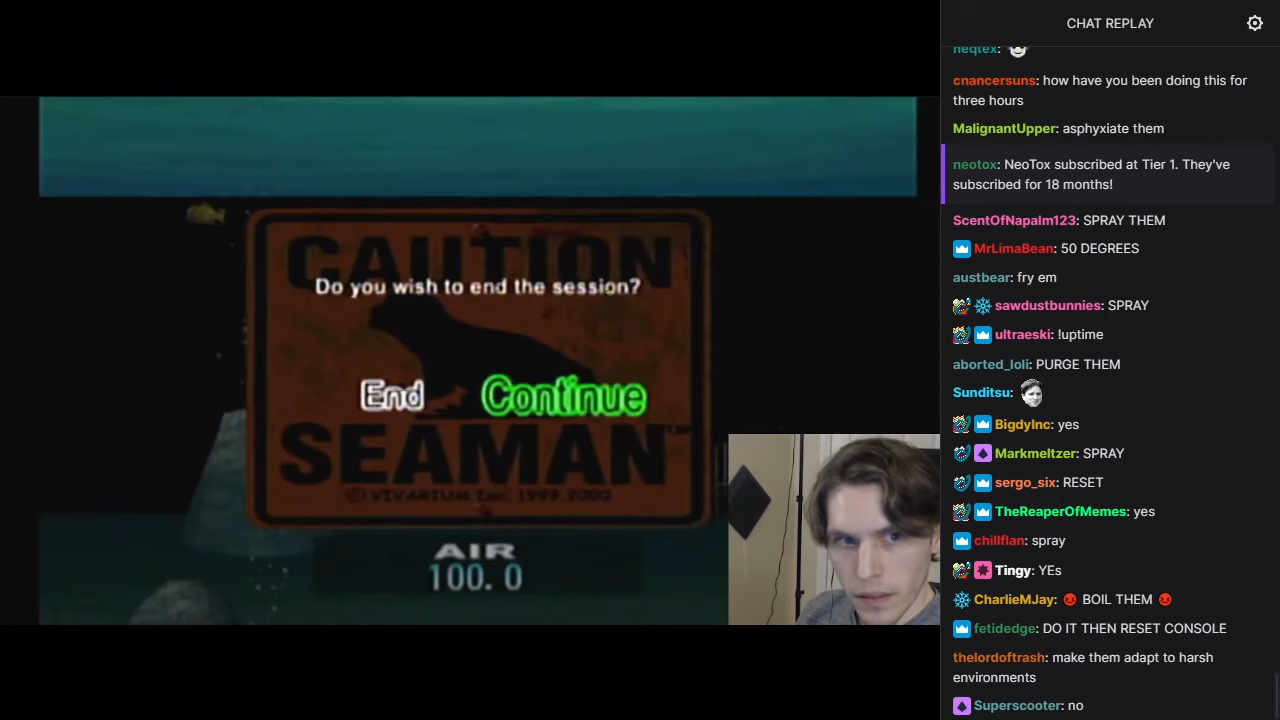 CAUTION
Do you wish to end the session?
End Continue
SEAMAN
© VIVARIUM Inc. 1999,2000
AIR
100.0
CHAT REPLAY
neqtex:
cnancersuns: how have you been doing this for
three hours
MalignantUpper: asphyxiate them
neotox: NeoTox subscribed at Tier 1. They've
subscribed for 18 months!
ScentOfNapalm123: SPRAY THEM
MrLimaBean: 50 DEGREES
austbear: fry em
sawdustbunnies: SPRAY
ultraeski: !uptime
aborted_loli: PURGE THEM
Sunditsu:
BigdyInc: yes
Markmeltzer: SPRAY
sergo_six: RESET
TheReaperOfMemes: yes
chillflan: spray
Tingy: YEs
CharlieMJay: BOIL THEM
fetidedge: DO IT THEN RESET CONSOLE
thelordoftrash: make them adapt to harsh
environments
Superscooter: no